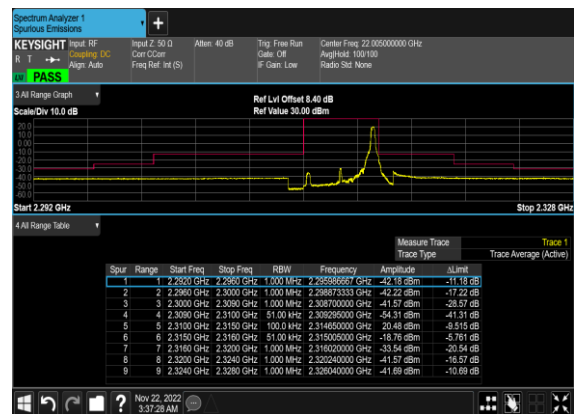 Spectrum Analyzer 1
Spurious Emissions
+
KEYSIGHT Input: RF Input Z: 50 Ω Atten: 40 dB Trig: Free Run Center Freq: 22.005000000 GHz
R T Coupling: DC Corr CCorr Gate: Off Avg|Hold: 100/100
Align: Auto Freq Ref: Int (S) IF Gain: Low Radio Std: None
PASS
3 All Range Graph
Ref Lvl Offset 8.40 dB
Scale/Div 10.0 dB Ref Value 30.00 dBm
20.0
10.0
0.00
-10.0
-20.0
-30.0
-40.0
-50.0
-60.0
Start 2.292 GHz Stop 2.328 GHz
4 All Range Table
Measure Trace Trace 1
Trace Type Trace Average (Active)
Spur Range Start Freq Stop Freq RBW Frequency Amplitude ΔLimit
1 1 2.2920 GHz 2.2960 GHz 1.000 MHz 2.295986667 GHz -42.18 dBm -11.18 dB
2 2 2.2960 GHz 2.3000 GHz 1.000 MHz 2.298873333 GHz -42.22 dBm -17.22 dB
3 3 2.3000 GHz 2.3090 GHz 1.000 MHz 2.308700000 GHz -41.57 dBm -28.57 dB
4 4 2.3090 GHz 2.3100 GHz 51.00 kHz 2.309295000 GHz -54.31 dBm -41.31 dB
5 5 2.3100 GHz 2.3150 GHz 100.0 kHz 2.314650000 GHz 20.48 dBm -9.515 dB
6 6 2.3150 GHz 2.3160 GHz 51.00 kHz 2.315005000 GHz -18.76 dBm -5.761 dB
7 7 2.3160 GHz 2.3200 GHz 1.000 MHz 2.316020000 GHz -33.54 dBm -20.54 dB
8 8 2.3200 GHz 2.3240 GHz 1.000 MHz 2.320240000 GHz -41.57 dBm -16.57 dB
9 9 2.3240 GHz 2.3280 GHz 1.000 MHz 2.326040000 GHz -41.69 dBm -10.69 dB
? Nov 22, 2022
3:37:28 AM